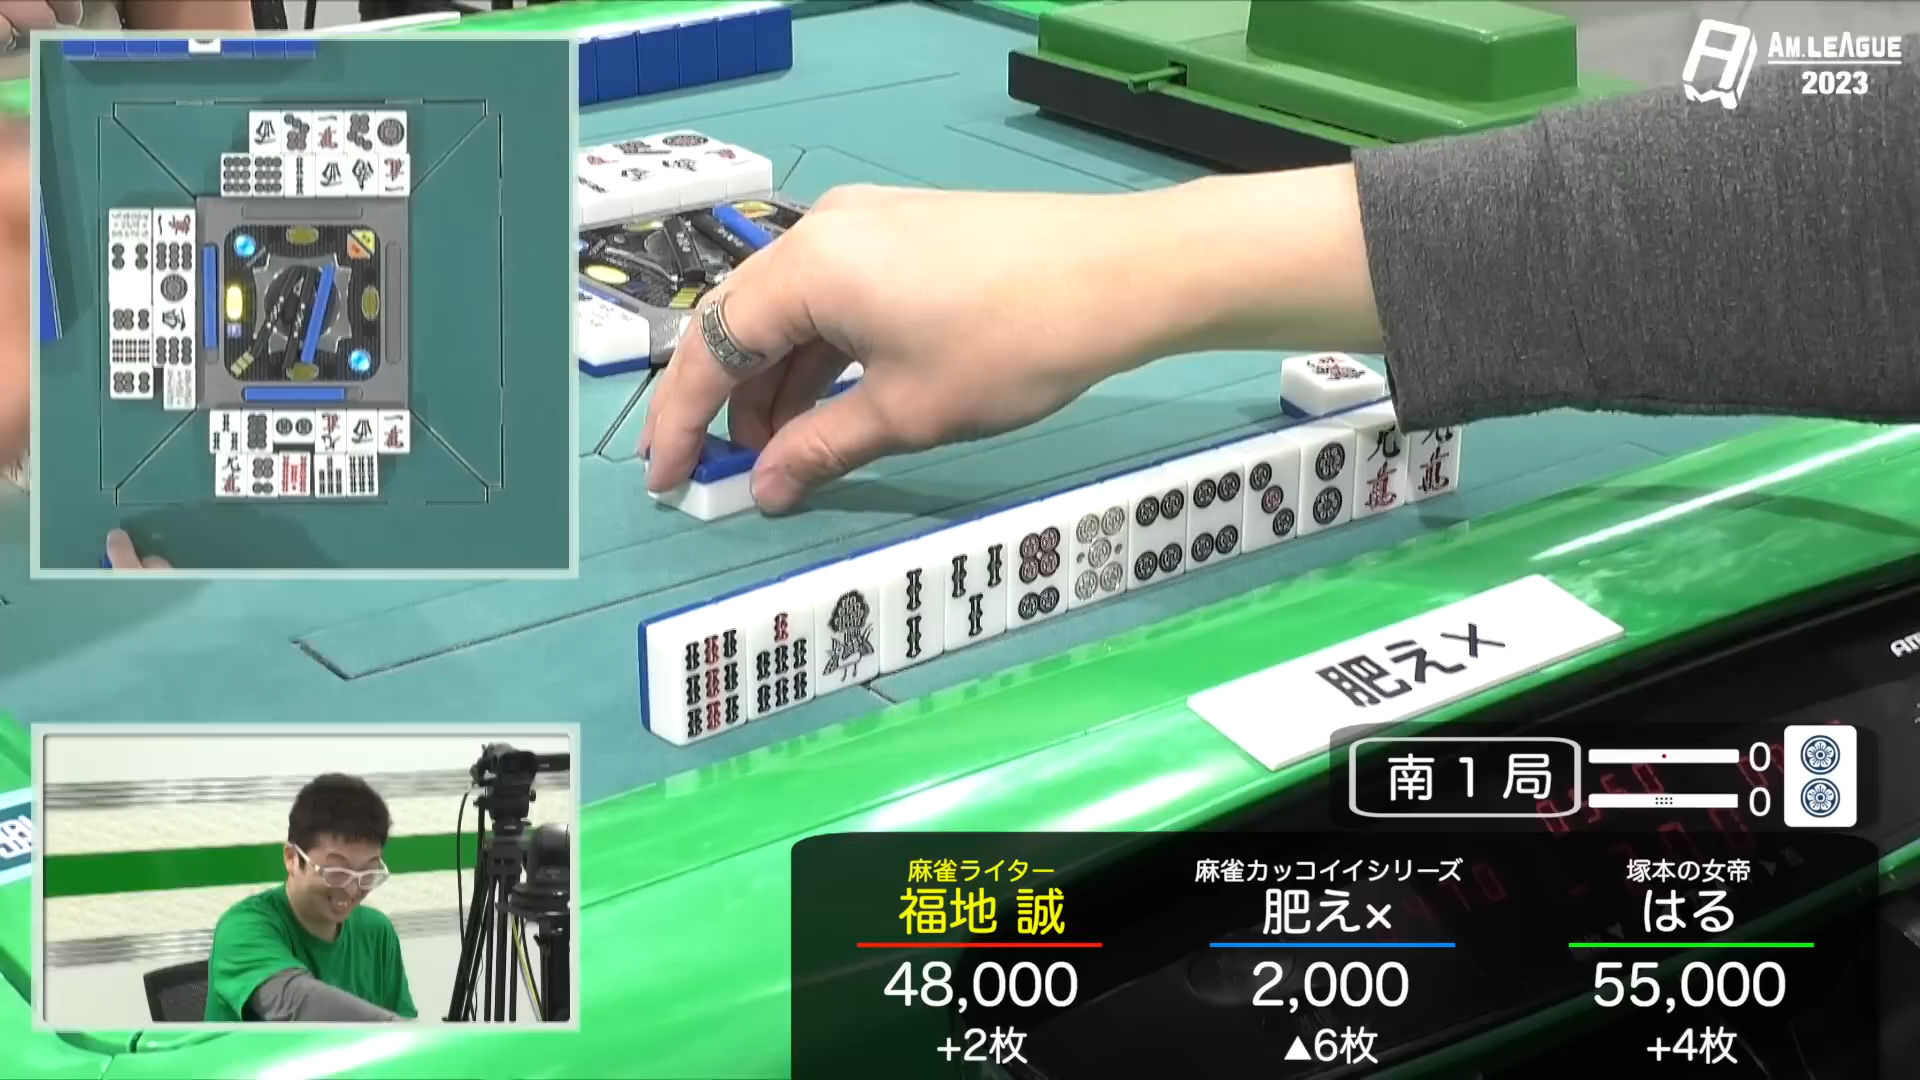 AM.LEAGUE
2023
肥え×
南1局
0
0
麻雀ライター
福地 誠
48,000
+2枚
麻雀カッコイイシリーズ
肥え×
2,000
▲6枚
塚本の女帝
はる
55,000
+4枚